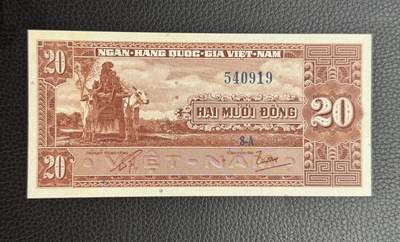 NGÂN-HÀNG QUỐC-GIA VIỆT-NAM
20
540919
HAI MƯƠI ĐỒNG
20
8-A
20
VIỆT-NAM